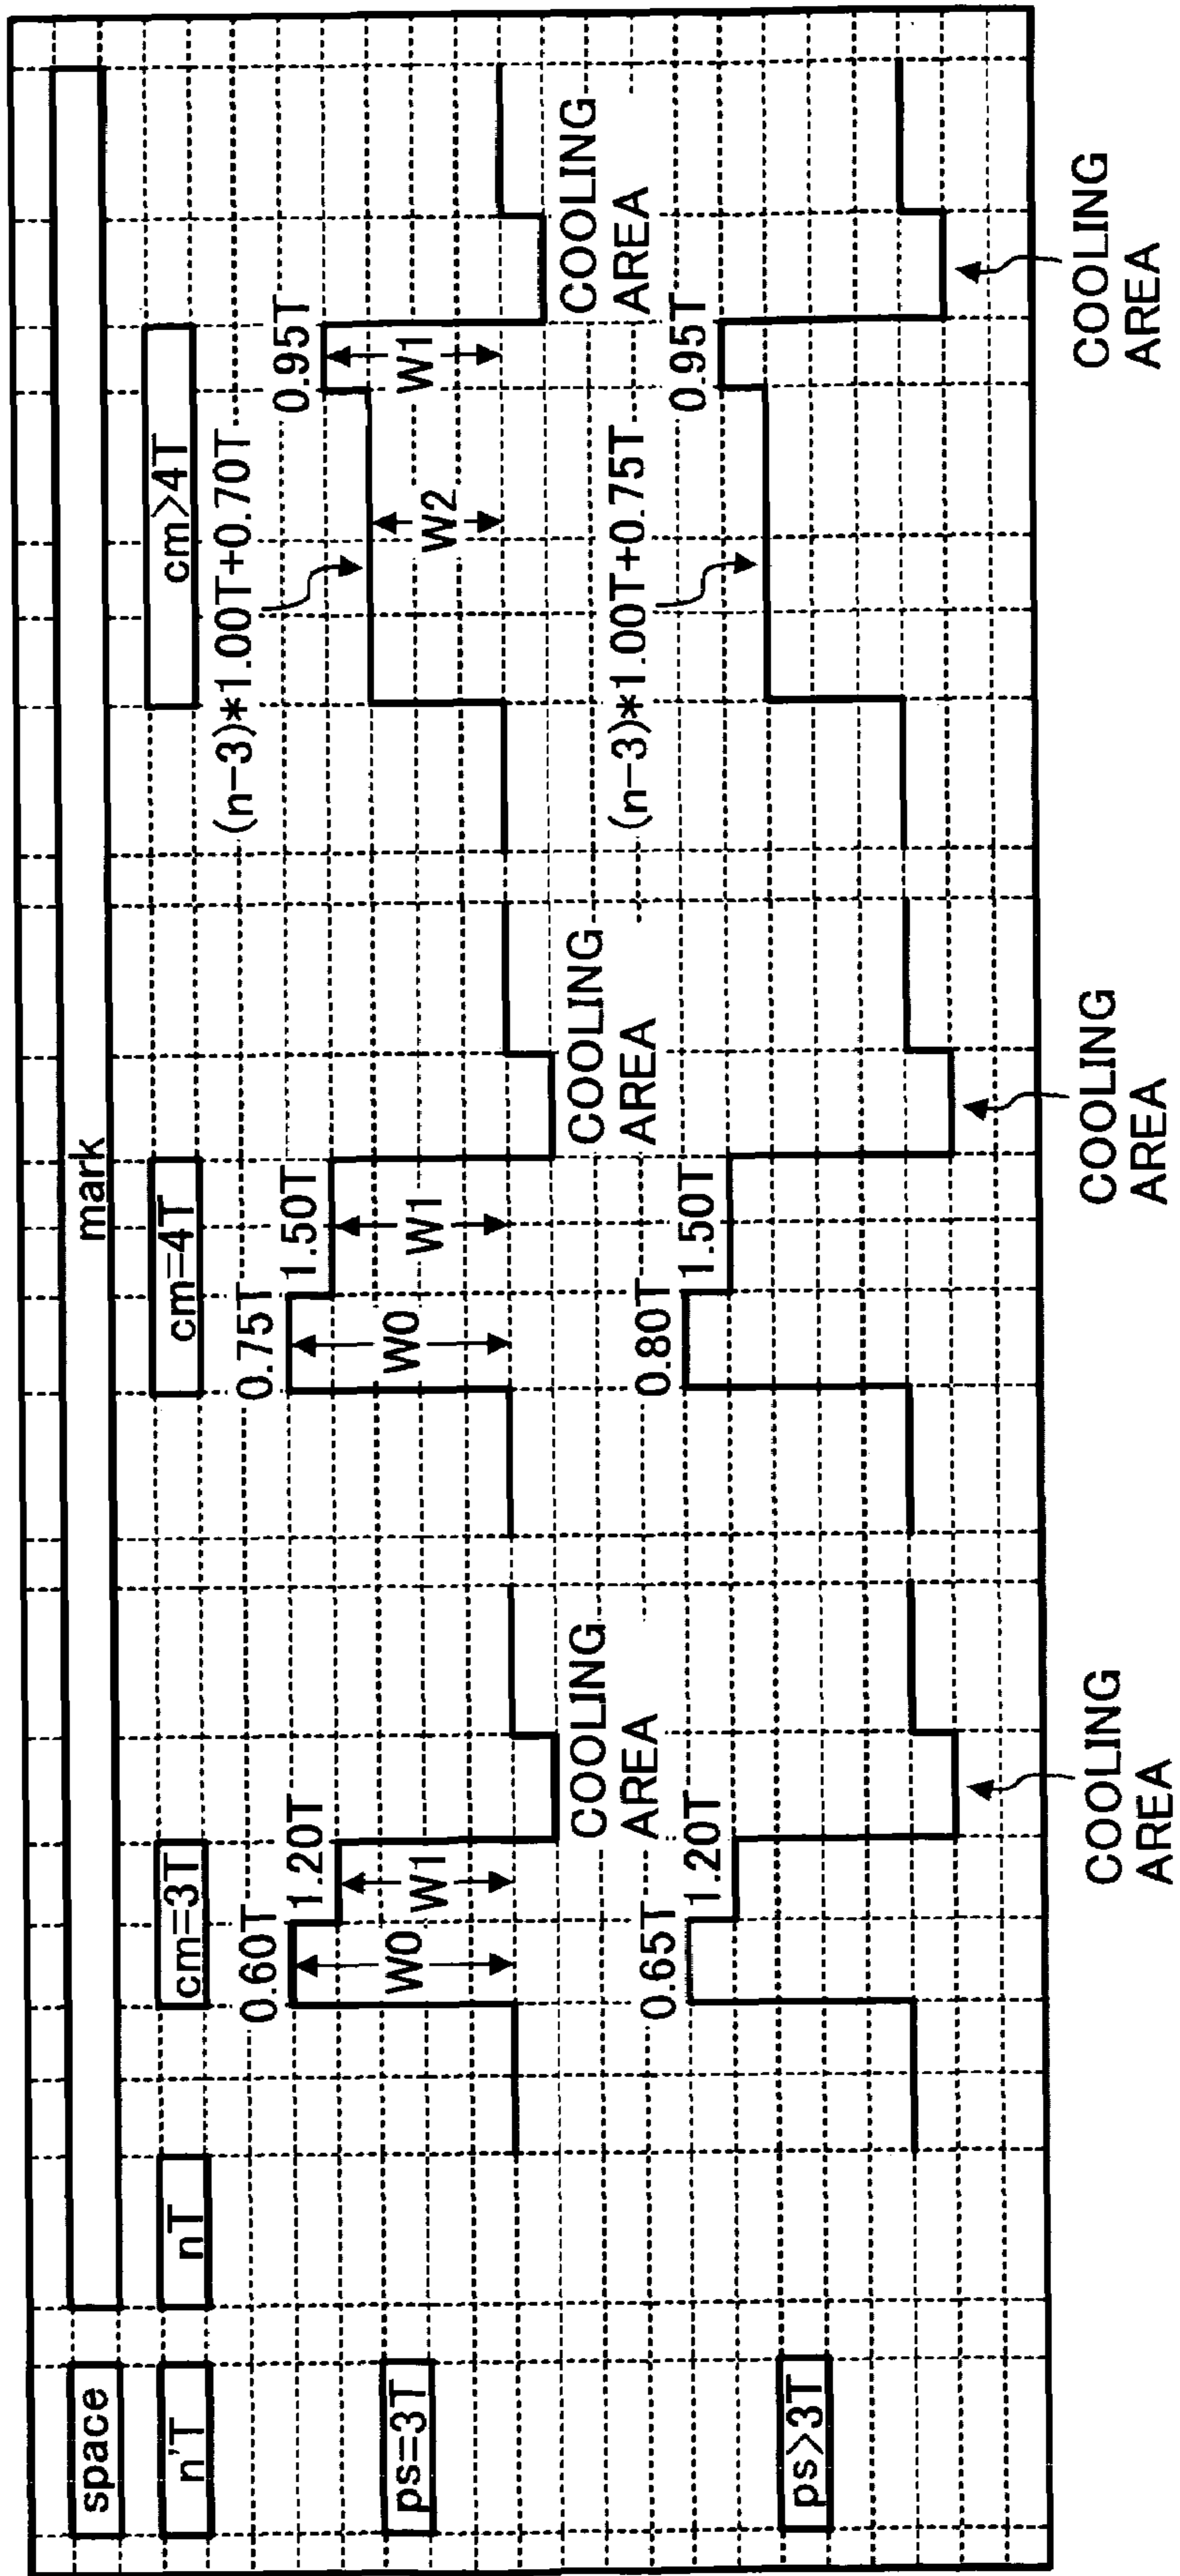 space
mark
n'T
nT
cm=3T
cm=4T
cm>4T
ps=3T
0.60T
1.20T
W0
W1
COOLING
AREA
0.75T
1.50T
W0
W1
COOLING
AREA
(n-3)*1.00T+0.70T
0.95T
W2
W1
COOLING
AREA
ps>3T
0.65T
1.20T
COOLING
AREA
0.80T
1.50T
COOLING
AREA
(n-3)*1.00T+0.75T
0.95T
COOLING
AREA